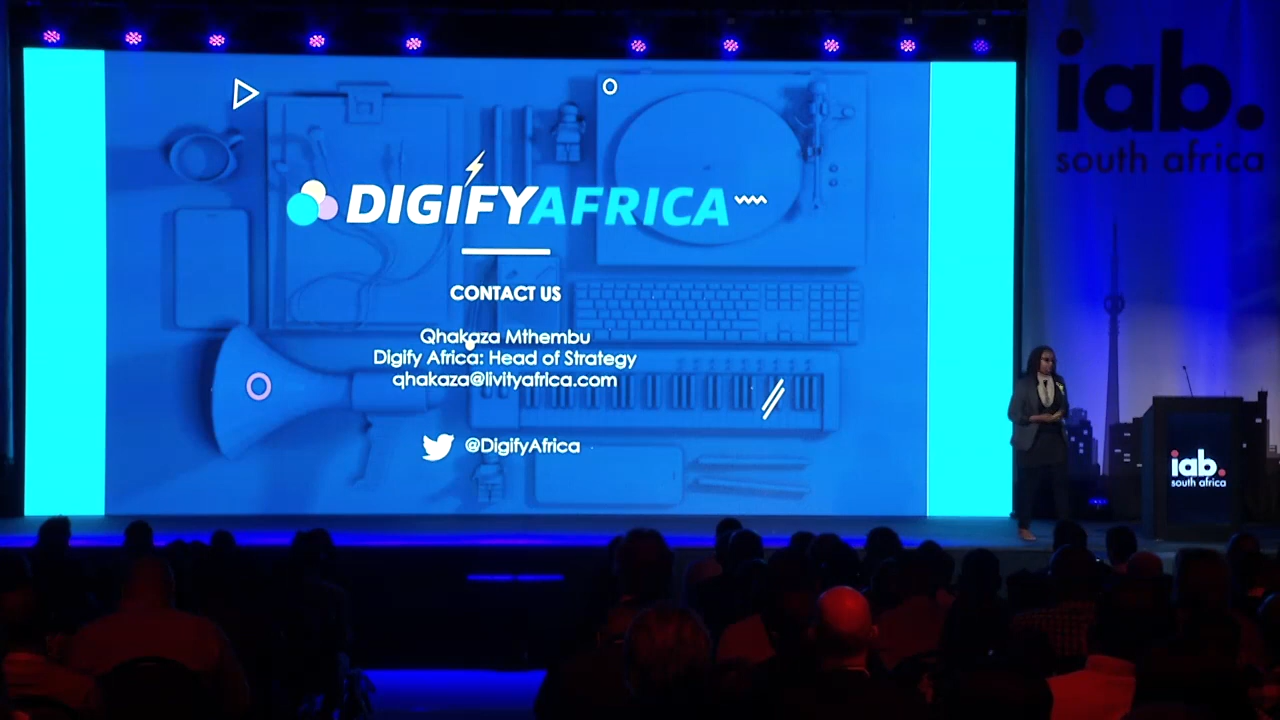 DIGIFYAFRICA
CONTACT US
Qhakaza Mthembu
Digify Africa: Head of Strategy
qhakaza@livityafrica.com
@DigifyAfrica
iab.
south africa
iab.
south africa